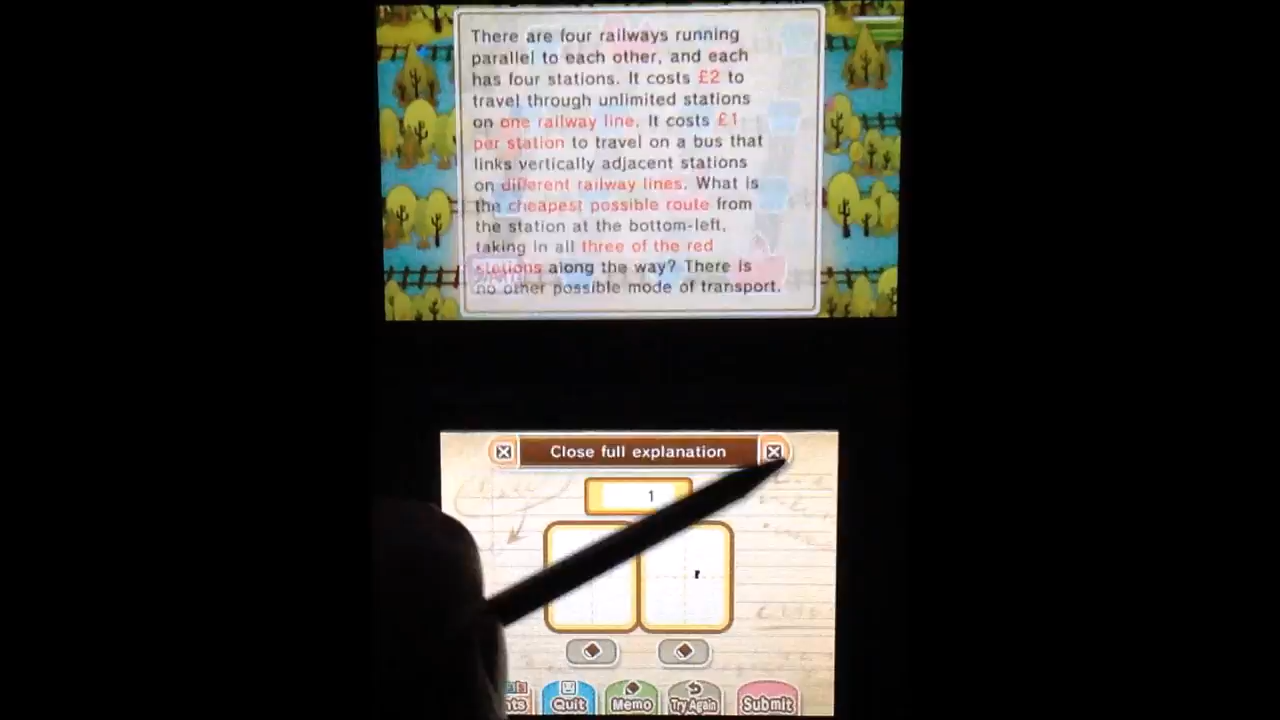 There are four railways running
parallel to each other, and each
has four stations. It costs £2 to
travel through unlimited stations
on one railway line. It costs £1
per station to travel on a bus that
links vertically adjacent stations
on different railway lines. What is
the cheapest possible route from
the station at the bottom-left,
taking in all three of the red
stations along the way? There is
no other possible mode of transport.
Close full explanation
1
Quit
Memo
Try Again
Submit